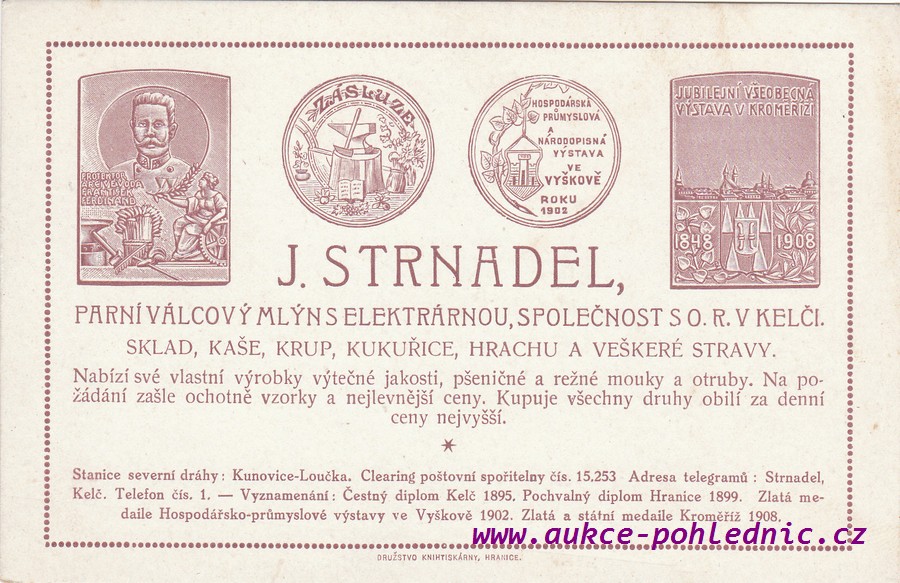 PROTEKTOR
ARCIVEVODA
FRANTIŠEK
FERDINAND
ZÁSLUZE
HOSPODÁŘSKÁ
PRŮMYSLOVÁ
A
NÁRODOPISNÁ
VÝSTAVA
VE
VYŠKOVĚ
ROKU
1902
JUBILEJNÍ VŠEOBECNÁ
VÝSTAVA V KROMĚŘÍŽI
1848 1908
J. STRNADEL,
PARNÍ VÁLCOVÝ MLÝN S ELEKTRÁRNOU, SPOLEČNOST S O. R. V KELČI.
SKLAD, KAŠE, KRUP, KUKUŘICE, HRACHU A VEŠKERÉ STRAVY.
Nabízí své vlastní výrobky výtečné jakosti, pšeničné a režné mouky a otruby. Na po-
žádání zašle ochotně vzorky a nejlevnější ceny. Kupuje všechny druhy obilí za denní
ceny nejvyšší.
Stanice severní dráhy: Kunovice-Loučka. Clearing poštovní spořitelny čís. 15.253 Adresa telegramů: Strnadel,
Kelč. Telefon čís. 1. — Vyznamenání: Čestný diplom Kelč 1895. Pochvalný diplom Hranice 1899. Zlatá me-
daile Hospodářsko-průmyslové výstavy ve Vyškově 1902. Zlatá a státní medaile Kroměříž 1908.
www.aukce-pohlednic.cz
DRUŽSTVO KNIHTISKÁRNY, HRANICE.